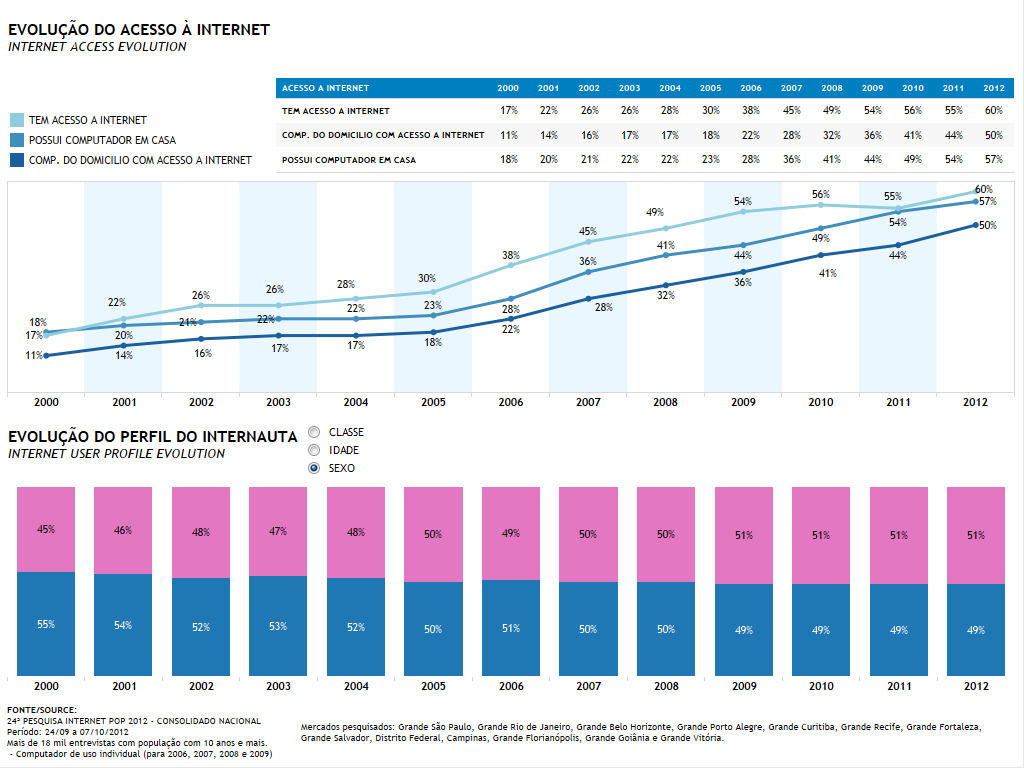 EVOLUÇÃO DO ACESSO À INTERNET
INTERNET ACCESS EVOLUTION
ACESSO A INTERNET 2000 2001 2002 2003 2004 2005 2006 2007 2008 2009 2010 2011 2012
TEM ACESSO A INTERNET 17% 22% 26% 26% 28% 30% 38% 45% 49% 54% 56% 55% 60%
COMP. DO DOMICILIO COM ACESSO A INTERNET 11% 14% 16% 17% 17% 18% 22% 28% 32% 36% 41% 44% 50%
POSSUI COMPUTADOR EM CASA 18% 20% 21% 22% 22% 23% 28% 36% 41% 44% 49% 54% 57%
TEM ACESSO A INTERNET
POSSUI COMPUTADOR EM CASA
COMP. DO DOMICILIO COM ACESSO A INTERNET
17% 22% 26% 26% 28% 30% 38% 45% 49% 54% 56% 55% 60%
18% 20% 21% 22% 22% 23% 28% 36% 41% 44% 49% 54% 57%
11% 14% 16% 17% 17% 18% 22% 28% 32% 36% 41% 44% 50%
2000 2001 2002 2003 2004 2005 2006 2007 2008 2009 2010 2011 2012
EVOLUÇÃO DO PERFIL DO INTERNAUTA
INTERNET USER PROFILE EVOLUTION
CLASSE
IDADE
SEXO
45% 46% 48% 47% 48% 50% 49% 50% 50% 51% 51% 51% 51%
55% 54% 52% 53% 52% 50% 51% 50% 50% 49% 49% 49% 49%
2000 2001 2002 2003 2004 2005 2006 2007 2008 2009 2010 2011 2012
FONTE/SOURCE:
24ª PESQUISA INTERNET POP 2012 - CONSOLIDADO NACIONAL
Período: 24/09 a 07/10/2012
Mais de 18 mil entrevistas com população com 10 anos e mais.
- Computador de uso individual (para 2006, 2007, 2008 e 2009)
Mercados pesquisados: Grande São Paulo, Grande Rio de Janeiro, Grande Belo Horizonte, Grande Porto Alegre, Grande Curitiba, Grande Recife, Grande Fortaleza,
Grande Salvador, Distrito Federal, Campinas, Grande Florianópolis, Grande Goiânia e Grande Vitória.